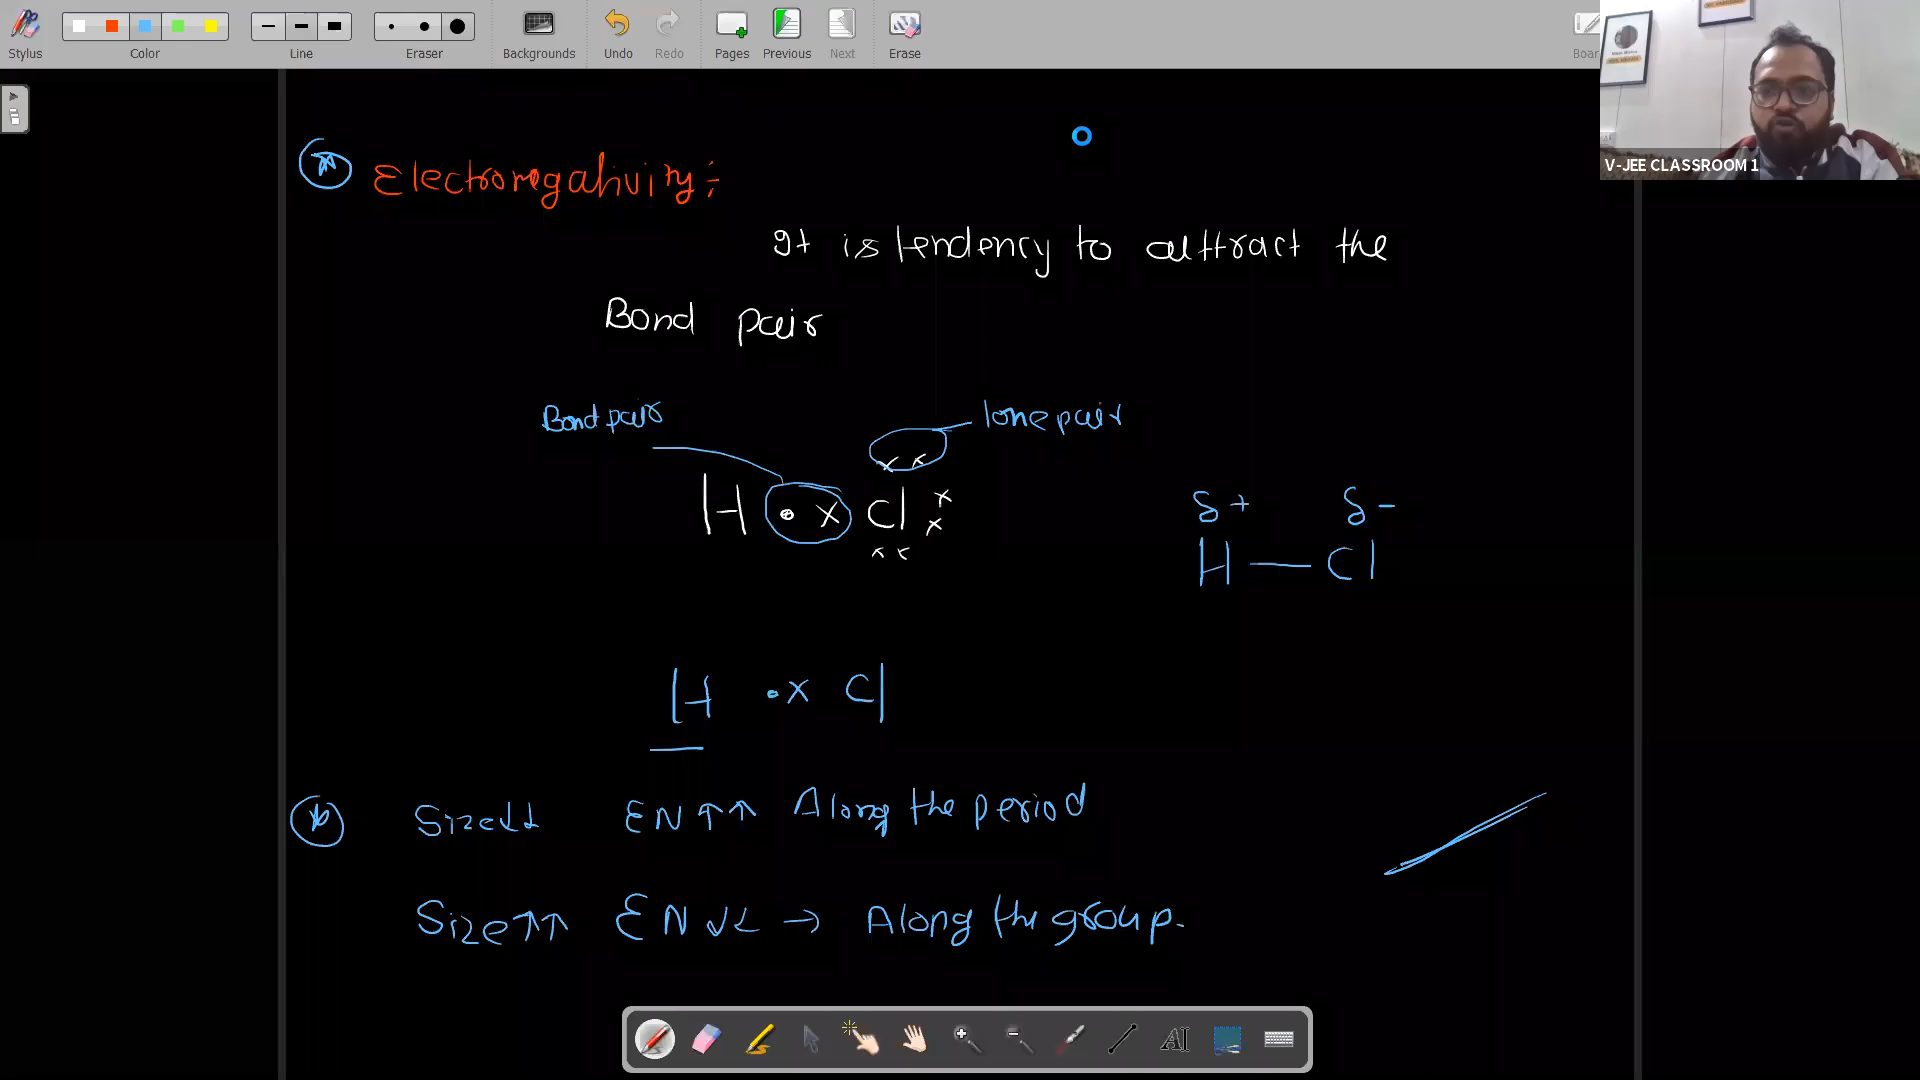 Stylus Color Line Eraser Backgrounds Undo Redo Pages Previous Next Erase
V-JEE CLASSROOM 1
Electronegativity :-
It is tendency to attract the
Bond pair
Bond pair lone pair
H • x Cl x x x x x x
δ+ δ-
H — Cl
H •x Cl
Size↓↓ EN↑↑ Along the period
Size↑↑ EN↓↓ → Along the group.